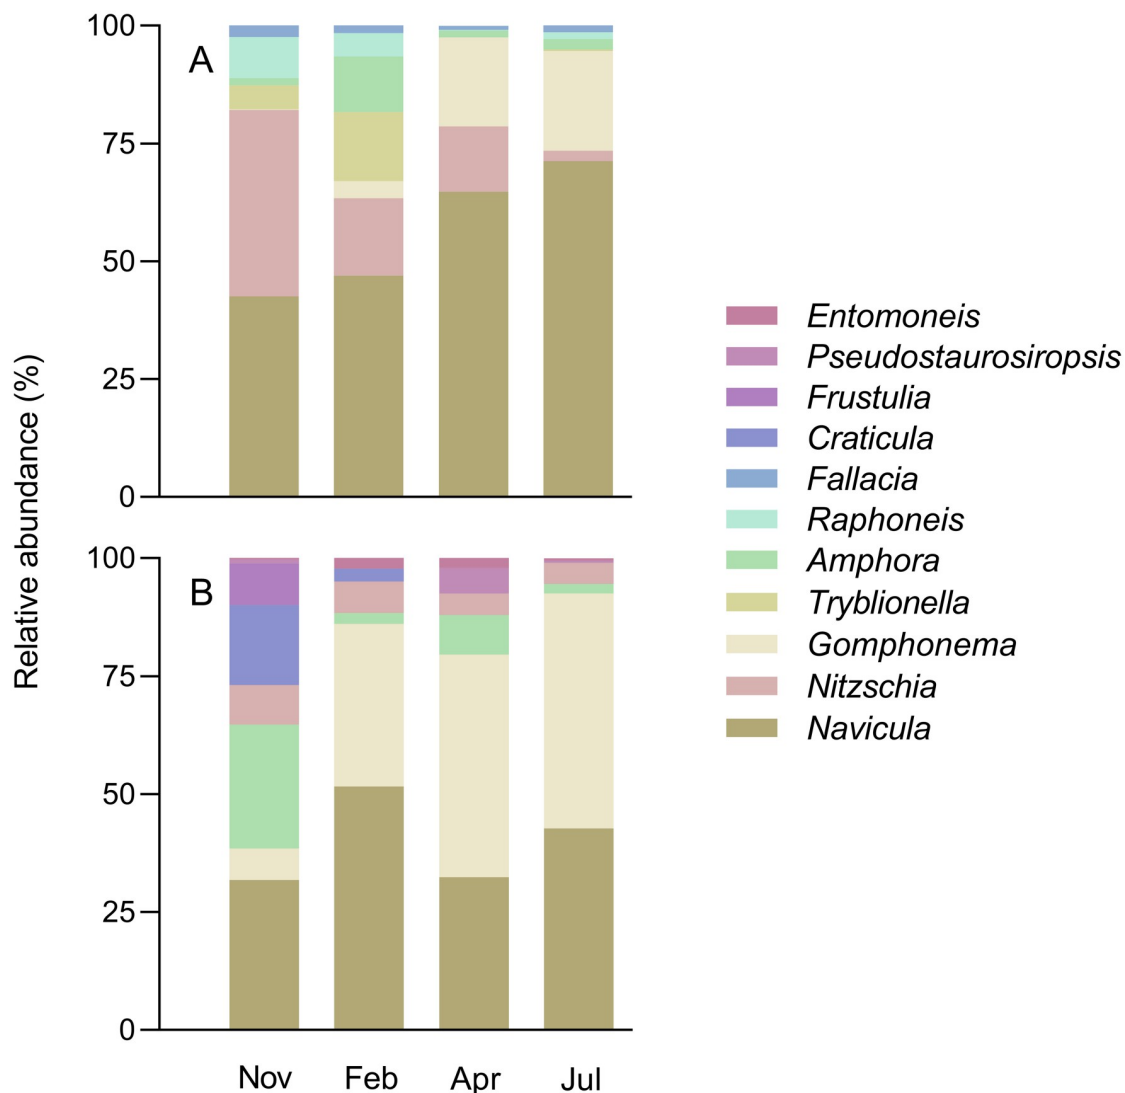 Relative abundance (%)
A
100
75
50
25
0
B
100
75
50
25
0
Nov Feb Apr Jul
Entomoneis
Pseudostaurosiropsis
Frustulia
Craticula
Fallacia
Raphoneis
Amphora
Tryblionella
Gomphonema
Nitzschia
Navicula